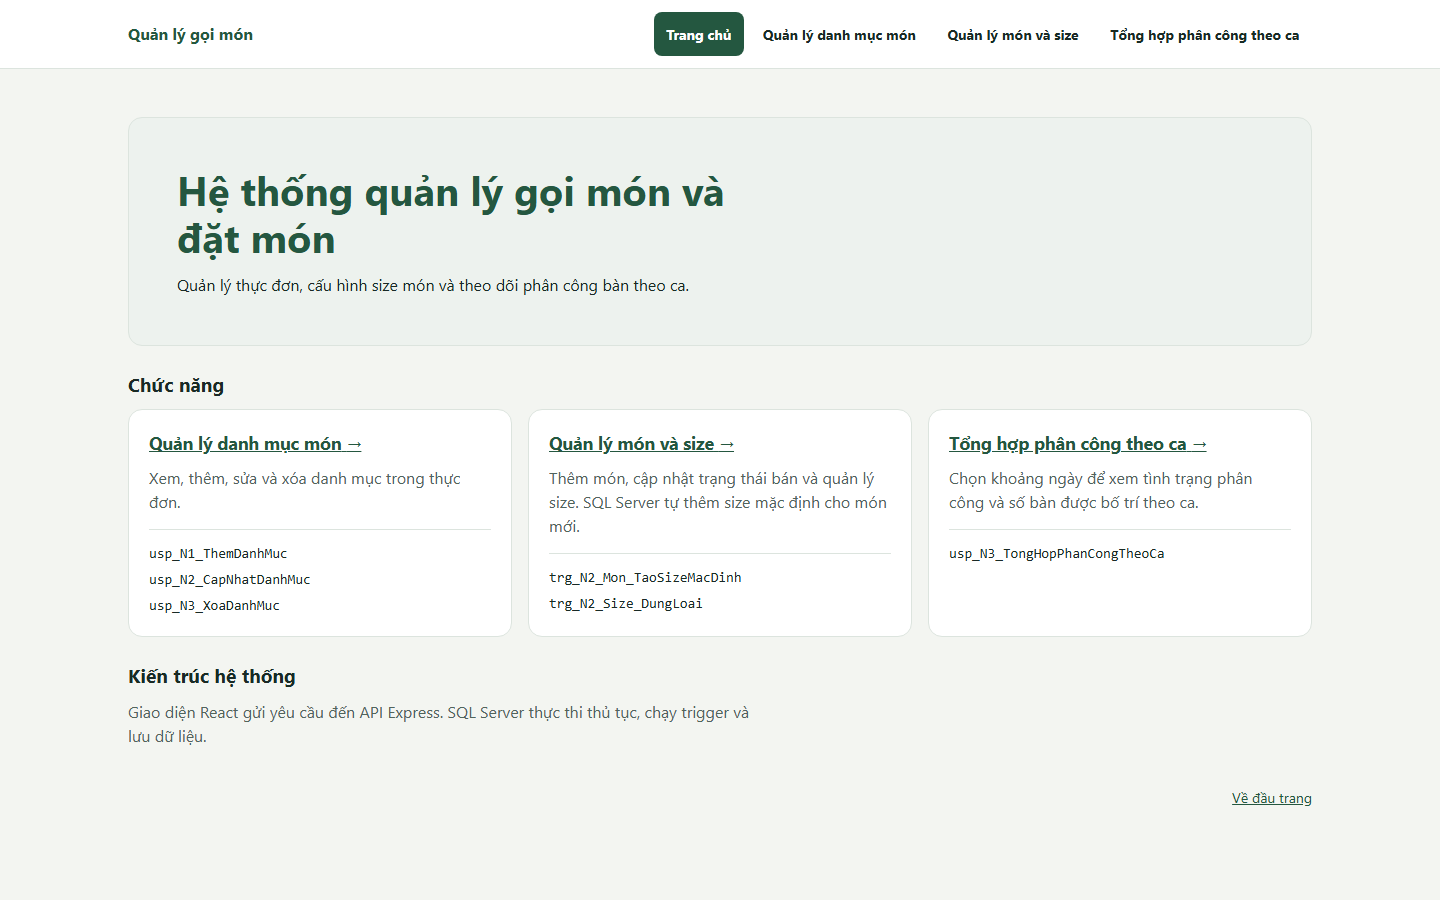 Quản lý gọi món
Trang chủ
Quản lý danh mục món
Quản lý món và size
Tổng hợp phân công theo ca
Hệ thống quản lý gọi món và
đặt món
Quản lý thực đơn, cấu hình size món và theo dõi phân công bàn theo ca.
Chức năng
Quản lý danh mục món →
Xem, thêm, sửa và xóa danh mục trong thực
đơn.
usp_N1_ThemDanhMuc
usp_N2_CapNhatDanhMuc
usp_N3_XoaDanhMuc
Quản lý món và size →
Thêm món, cập nhật trạng thái bán và quản lý
size. SQL Server tự thêm size mặc định cho món
mới.
trg_N2_Mon_TaoSizeMacDinh
trg_N2_Size_DungLoai
Tổng hợp phân công theo ca →
Chọn khoảng ngày để xem tình trạng phân
công và số bàn được bố trí theo ca.
usp_N3_TongHopPhanCongTheoCa
Kiến trúc hệ thống
Giao diện React gửi yêu cầu đến API Express. SQL Server thực thi thủ tục, chạy trigger và
lưu dữ liệu.
Về đầu trang